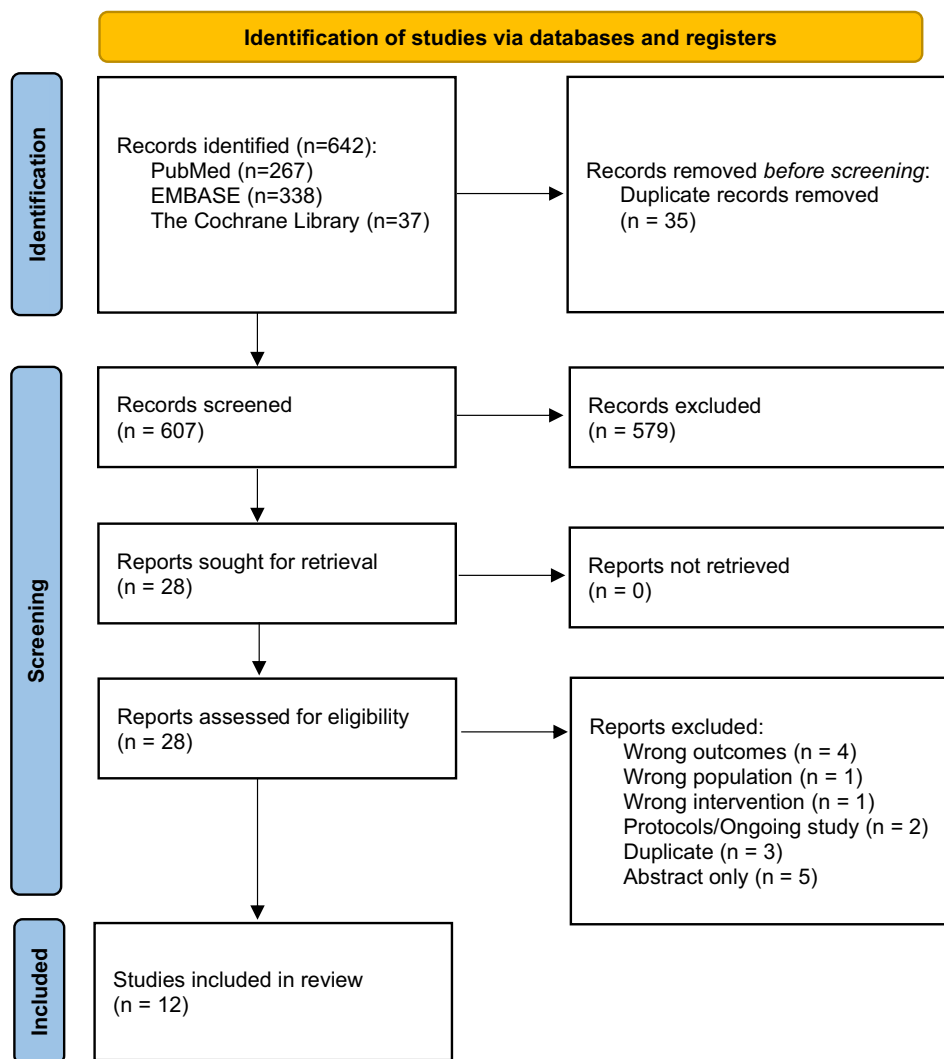 Identification of studies via databases and registers
Identification
Records identified (n=642):
PubMed (n=267)
EMBASE (n=338)
The Cochrane Library (n=37)
Records removed before screening:
Duplicate records removed
(n = 35)
Screening
Records screened
(n = 607)
Records excluded
(n = 579)
Reports sought for retrieval
(n = 28)
Reports not retrieved
(n = 0)
Reports assessed for eligibility
(n = 28)
Reports excluded:
Wrong outcomes (n = 4)
Wrong population (n = 1)
Wrong intervention (n = 1)
Protocols/Ongoing study (n = 2)
Duplicate (n = 3)
Abstract only (n = 5)
Included
Studies included in review
(n = 12)